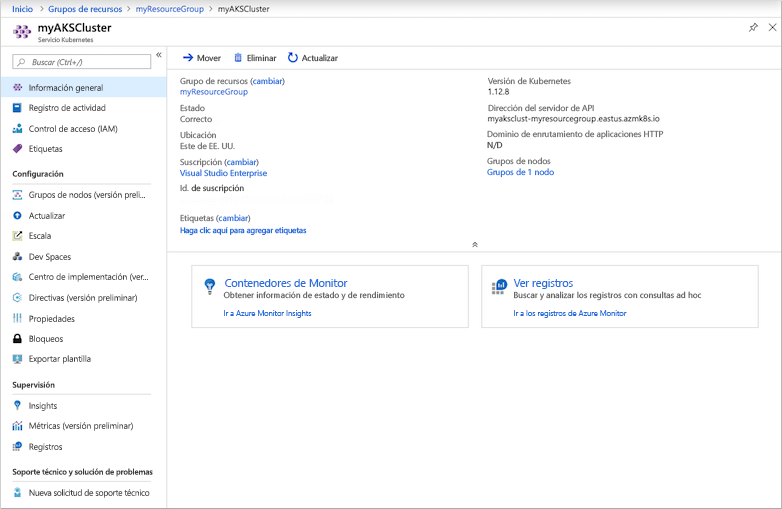 Inicio > Grupos de recursos > myResourceGroup > myAKSCluster
myAKSCluster
Servicio Kubernetes
Buscar (Ctrl+/)
«
Información general
Registro de actividad
Control de acceso (IAM)
Etiquetas
Configuración
Grupos de nodos (versión preli...
Actualizar
Escala
Dev Spaces
Centro de implementación (ver...
Directivas (versión preliminar)
Propiedades
Bloqueos
Exportar plantilla
Supervisión
Insights
Métricas (versión preliminar)
Registros
Soporte técnico y solución de problemas
Nueva solicitud de soporte técnico
Mover Eliminar Actualizar
Grupo de recursos (cambiar)
myResourceGroup
Estado
Correcto
Ubicación
Este de EE. UU.
Suscripción (cambiar)
Visual Studio Enterprise
Id. de suscripción
Etiquetas (cambiar)
Haga clic aquí para agregar etiquetas
Versión de Kubernetes
1.12.8
Dirección del servidor de API
myaksclust-myresourcegroup.eastus.azmk8s.io
Dominio de enrutamiento de aplicaciones HTTP
N/D
Grupos de nodos
Grupos de 1 nodo
Contenedores de Monitor
Obtener información de estado y de rendimiento
Ir a Azure Monitor Insights
Ver registros
Buscar y analizar los registros con consultas ad hoc
Ir a los registros de Azure Monitor